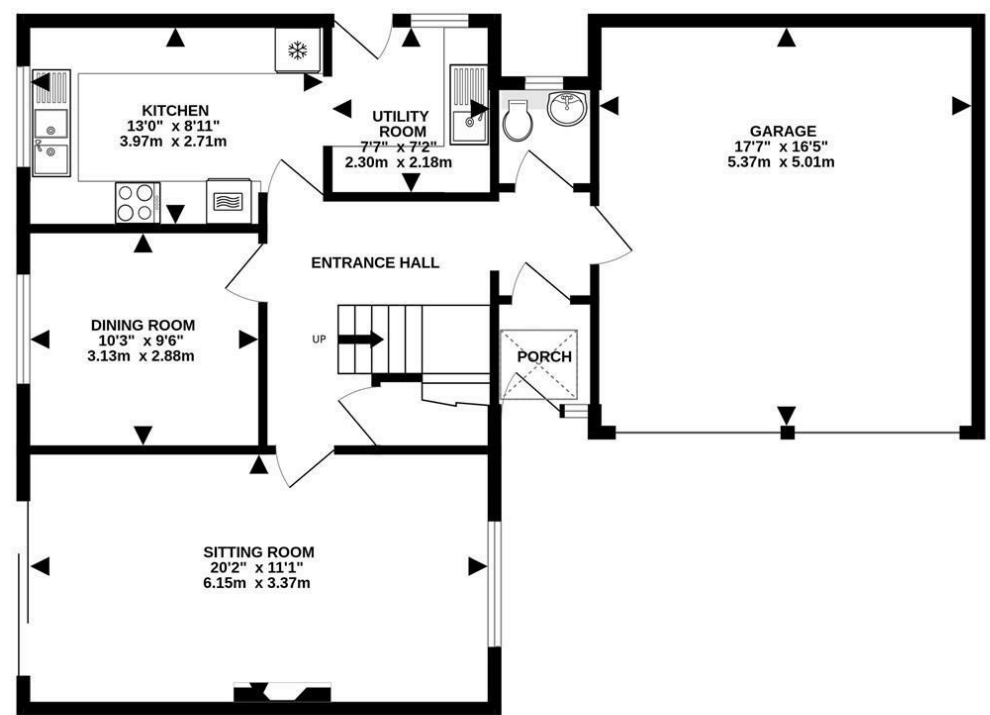 KITCHEN
13'0" x 8'11"
3.97m x 2.71m
UTILITY
ROOM
7'7" x 7'2"
2.30m x 2.18m
GARAGE
17'7" x 16'5"
5.37m x 5.01m
ENTRANCE HALL
DINING ROOM
10'3" x 9'6"
3.13m x 2.88m
UP
PORCH
SITTING ROOM
20'2" x 11'1"
6.15m x 3.37m